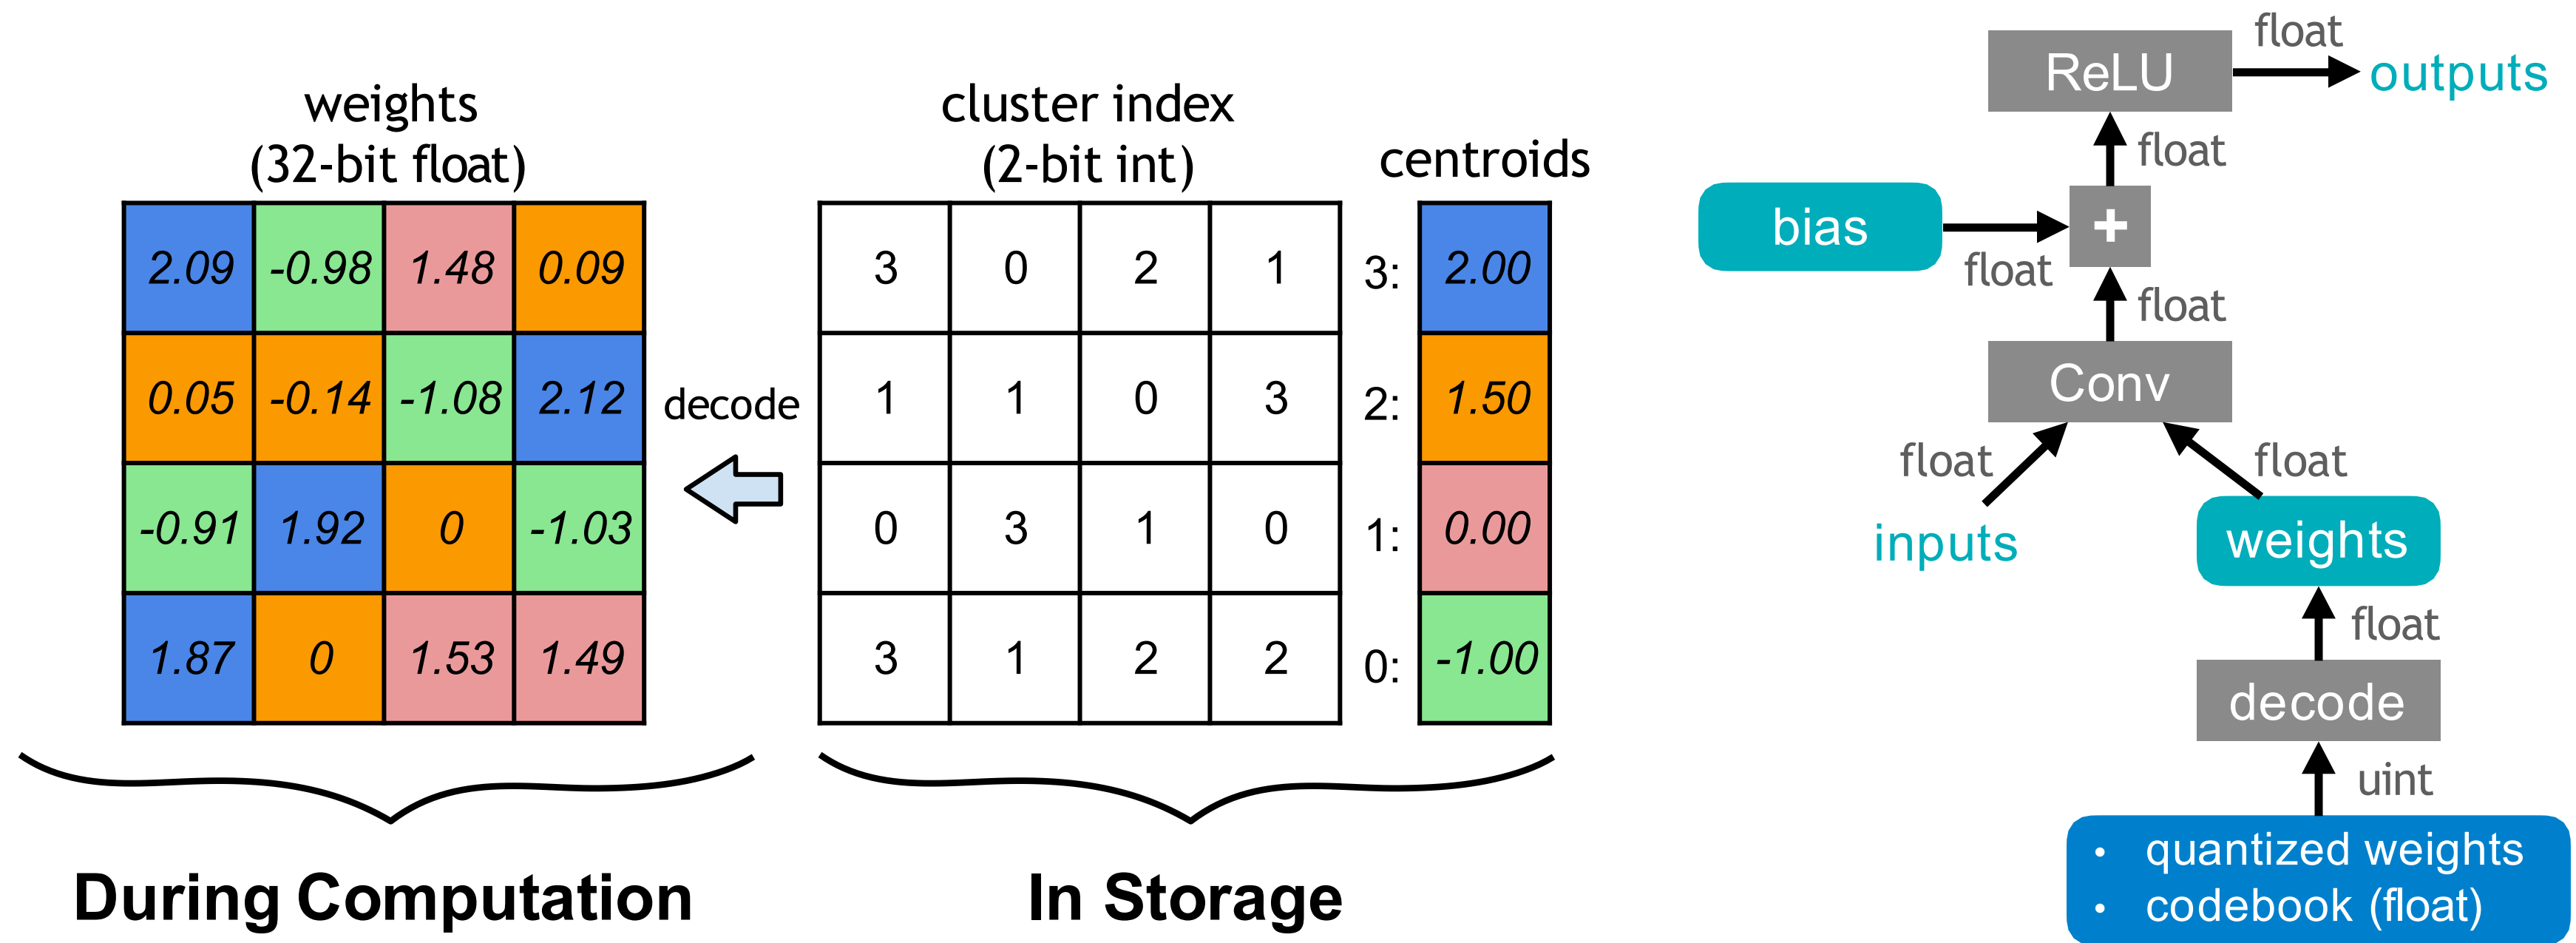 weights
(32-bit float)
2.09 -0.98 1.48 0.09
0.05 -0.14 -1.08 2.12
-0.91 1.92 0 -1.03
1.87 0 1.53 1.49
During Computation
decode
cluster index
(2-bit int)
3 0 2 1
1 1 0 3
0 3 1 0
3 1 2 2
centroids
3: 2.00
2: 1.50
1: 0.00
0: -1.00
In Storage
float
ReLU
outputs
float
bias
+
float
float
Conv
float
float
inputs
weights
float
decode
uint
• quantized weights
• codebook (float)